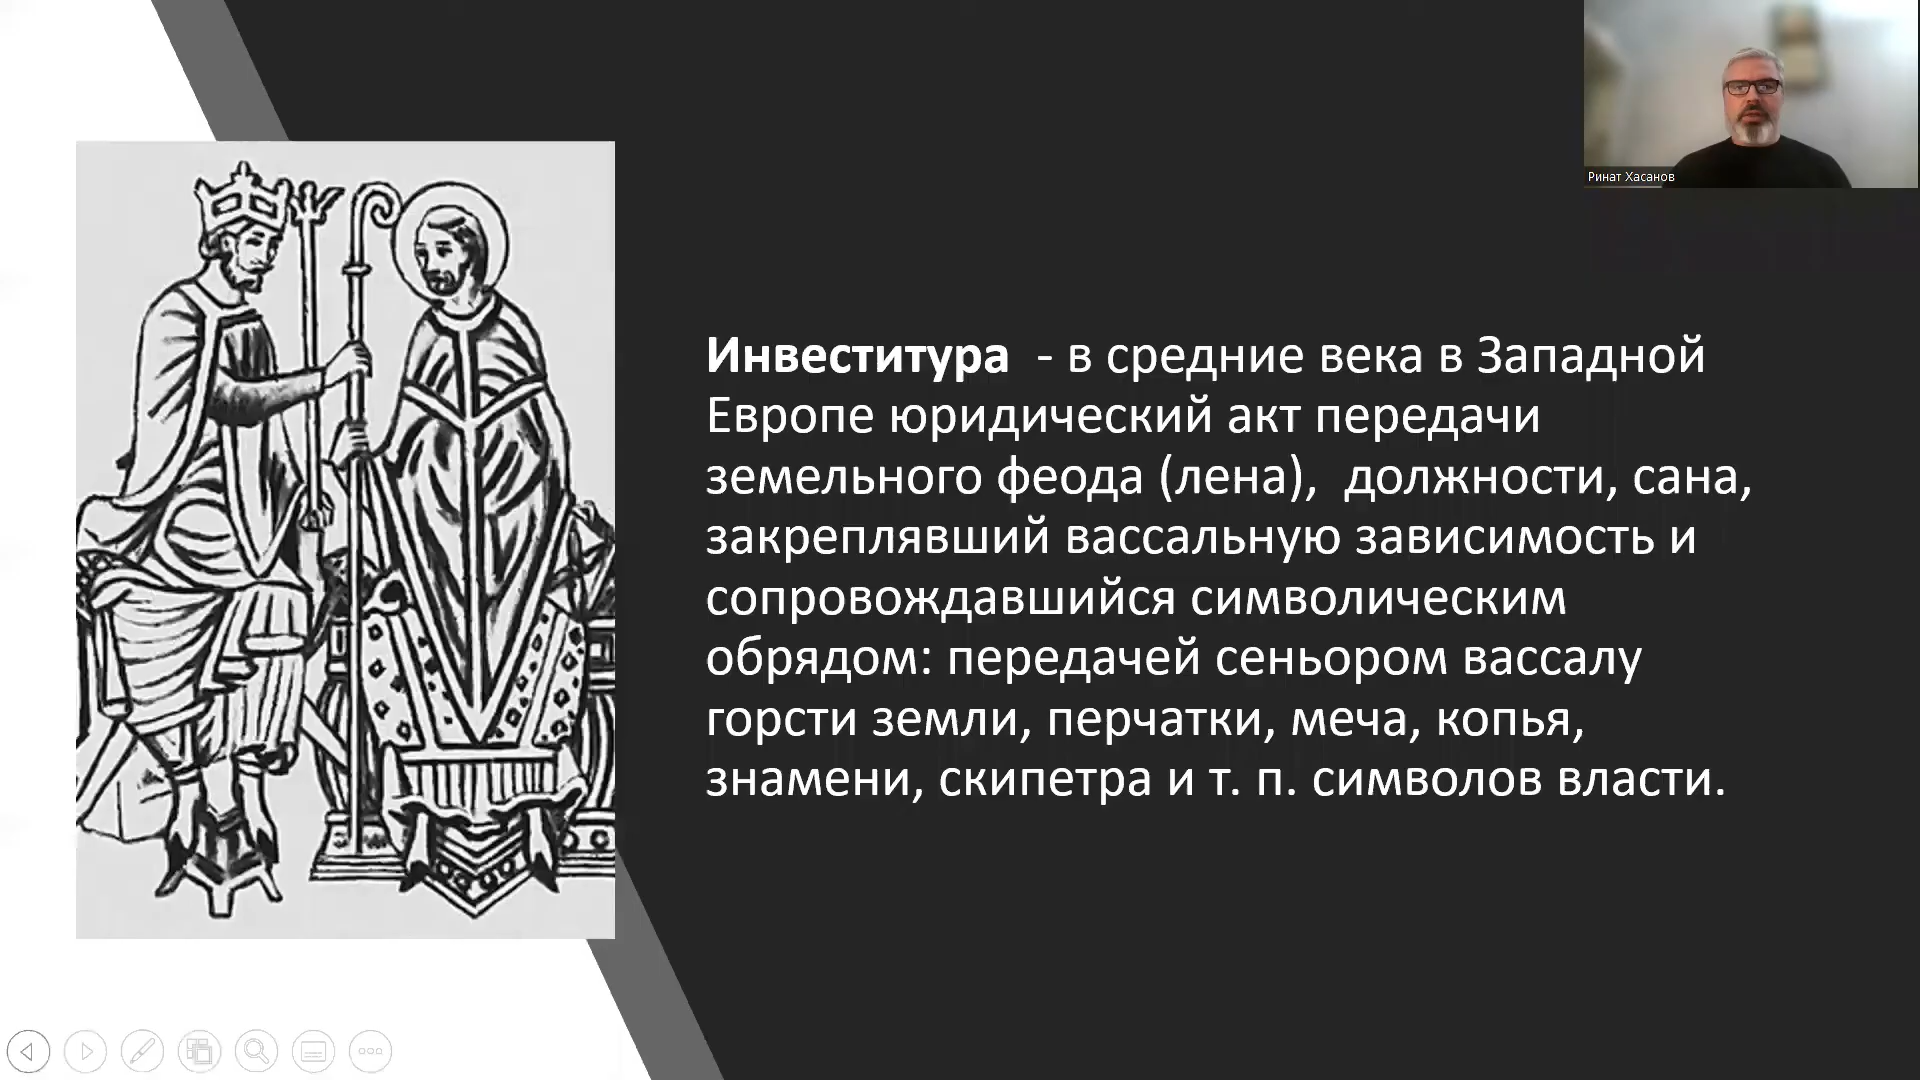 Ринат Хасанов
Инвеститура - в средние века в Западной
Европе юридический акт передачи
земельного феода (лена), должности, сана,
закреплявший вассальную зависимость и
сопровождавшийся символическим
обрядом: передачей сеньором вассалу
горсти земли, перчатки, меча, копья,
знамени, скипетра и т. п. символов власти.